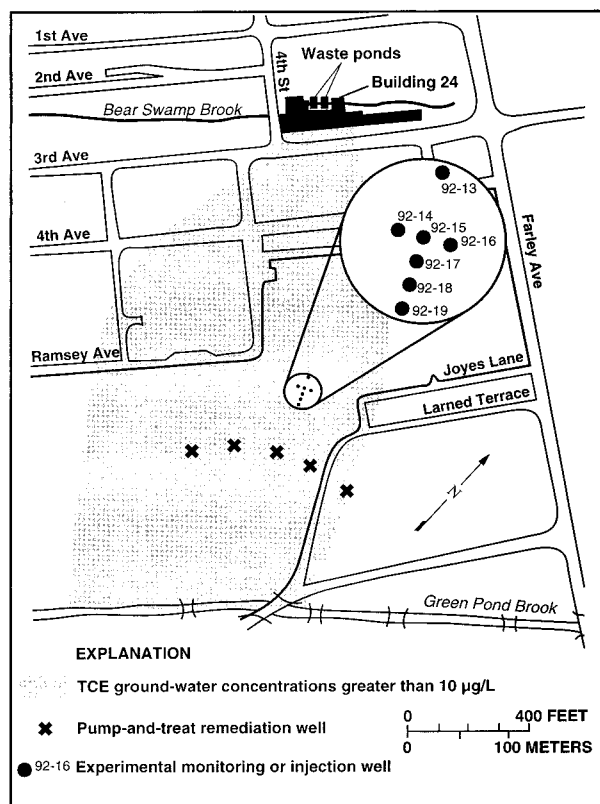 1st Ave
2nd Ave
4th St
Waste ponds
Building 24
Bear Swamp Brook
3rd Ave
92-13
4th Ave
92-14
92-15
92-16
92-17
92-18
92-19
Farley Ave
Ramsey Ave
Joyes Lane
Larned Terrace
N
Green Pond Brook
EXPLANATION
TCE ground-water concentrations greater than 10 µg/L
Pump-and-treat remediation well
0 400 FEET
0 100 METERS
92-16 Experimental monitoring or injection well